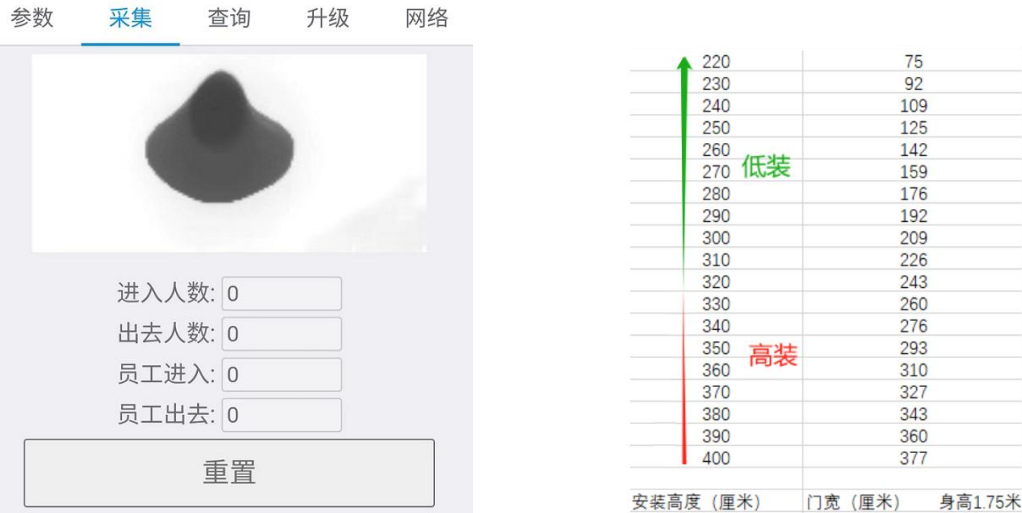 参数 采集 查询 升级 网络
进入人数: 0
出去人数: 0
员工进入: 0
员工出去: 0
重置
220 75
230 92
240 109
250 125
260 142
低装
270 159
280 176
290 192
300 209
310 226
320 243
330 260
340 276
350 293
高装
360 310
370 327
380 343
390 360
400 377
安装高度（厘米） 门宽（厘米） 身高1.75米